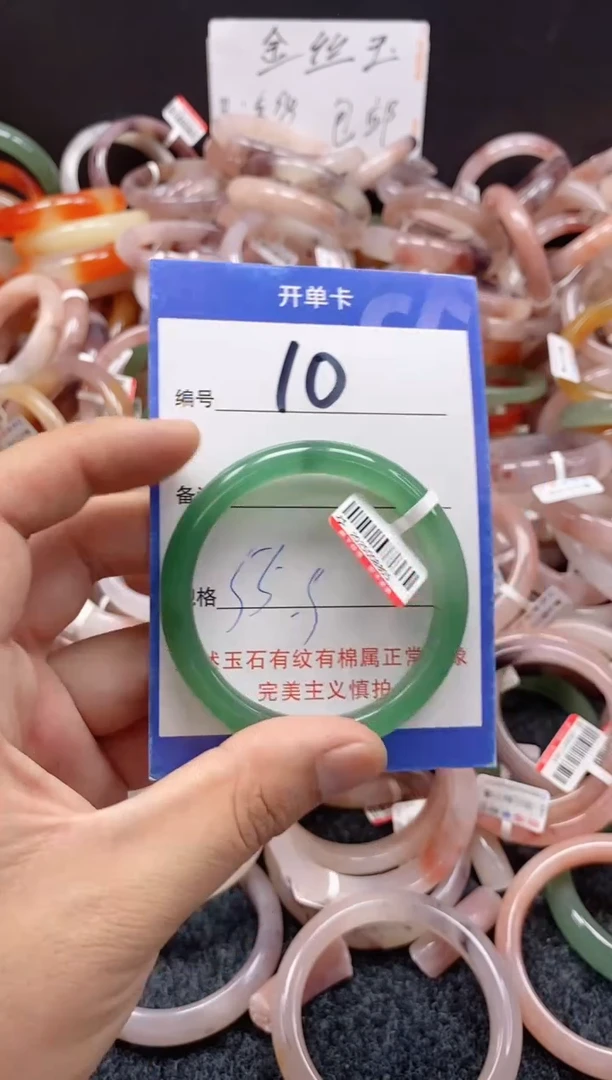 金丝玉
包邮
开单卡
编号 10
备
格 55.5
玉石有纹有棉属正常
完美主义慎拍